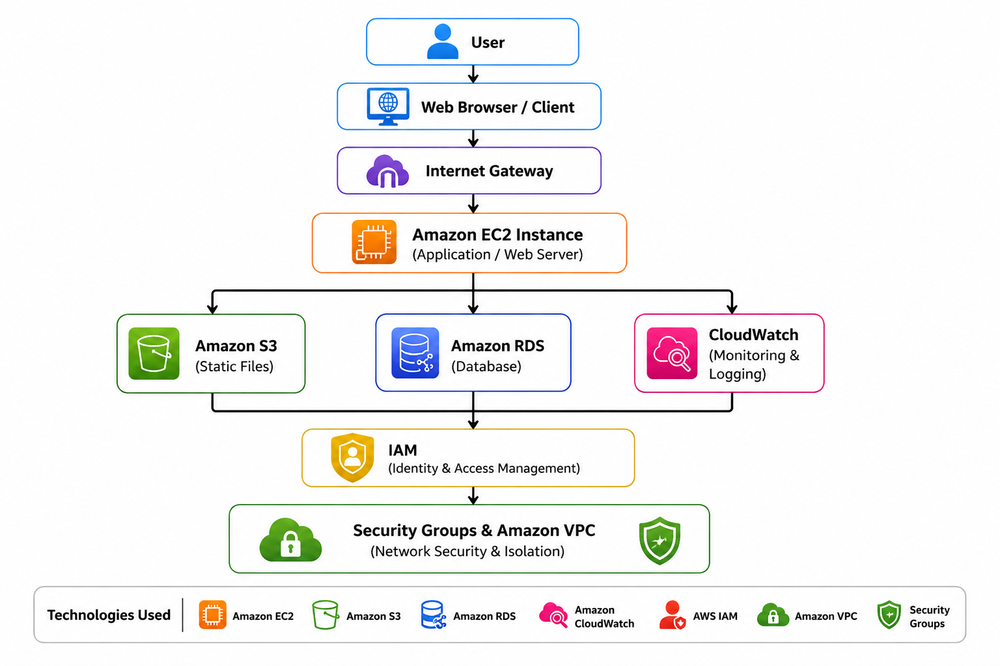 User
Web Browser / Client
Internet Gateway
Amazon EC2 Instance
(Application / Web Server)
Amazon S3
(Static Files)
Amazon RDS
(Database)
CloudWatch
(Monitoring &
Logging)
IAM
(Identity & Access Management)
Security Groups & Amazon VPC
(Network Security & Isolation)
Technologies Used
Amazon EC2
Amazon S3
Amazon RDS
Amazon
CloudWatch
AWS IAM
Amazon VPC
Security
Groups